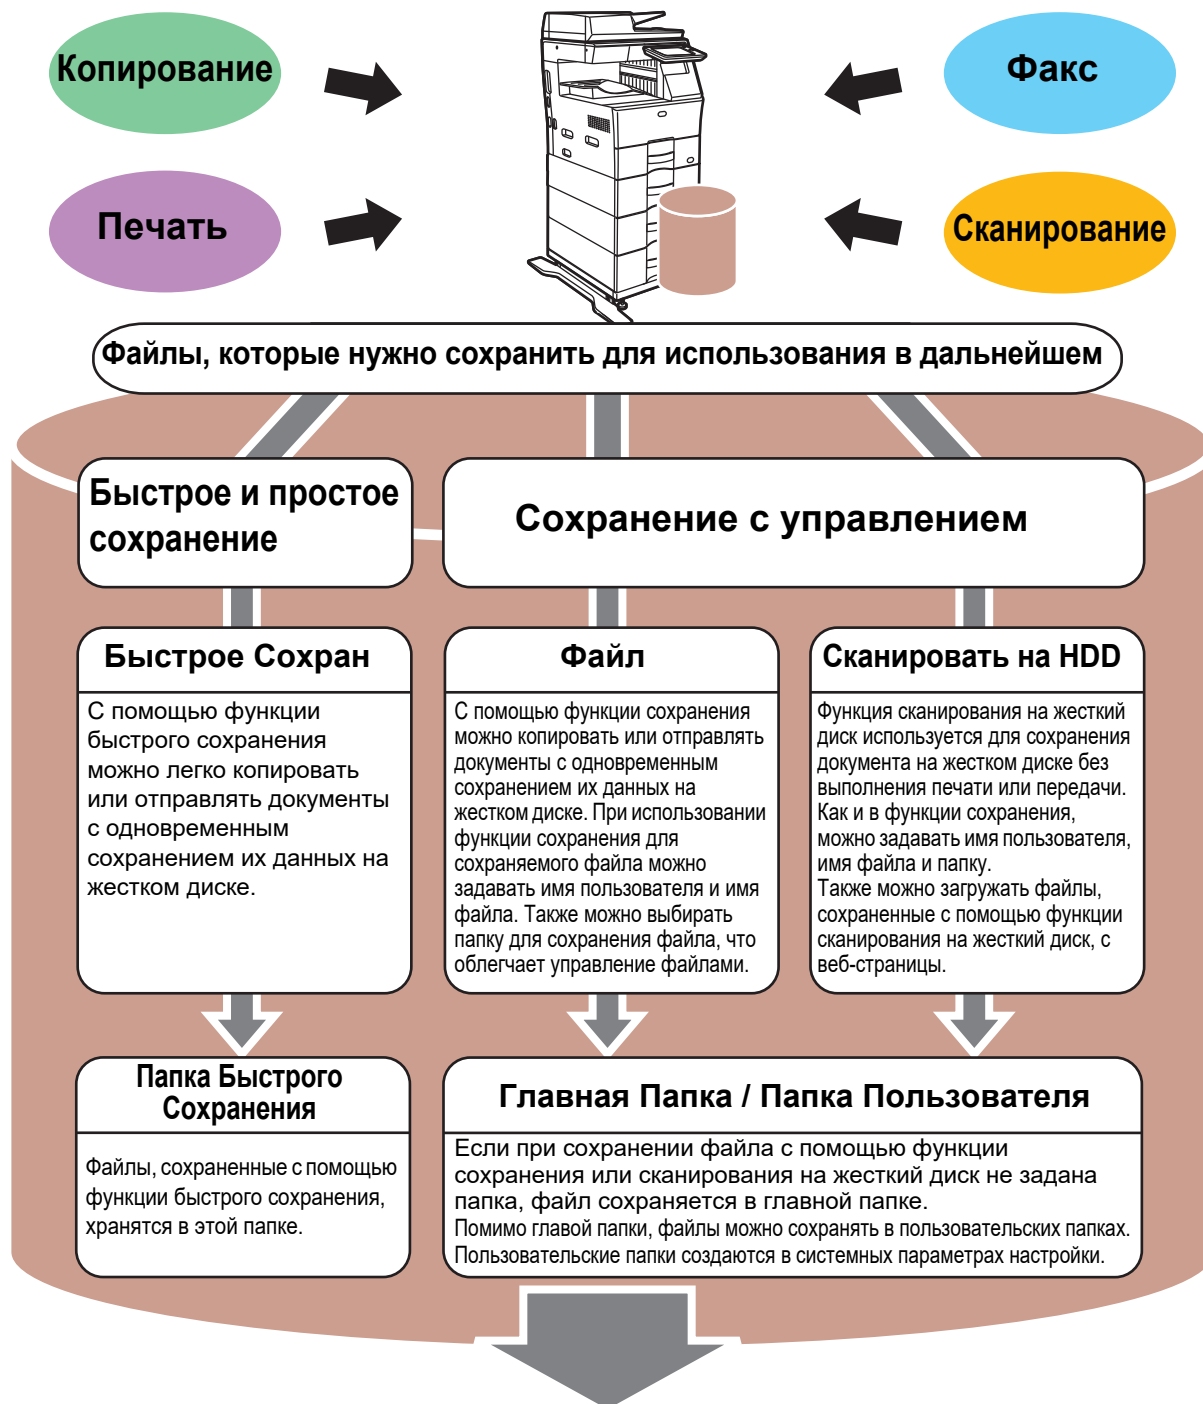 Копирование
Факс
Печать
Сканирование
Файлы, которые нужно сохранить для использования в дальнейшем
Быстрое и простое
сохранение
Сохранение с управлением
Быстрое Сохран
С помощью функции
быстрого сохранения
можно легко копировать
или отправлять документы
с одновременным
сохранением их данных на
жестком диске.
Файл
С помощью функции сохранения
можно копировать или отправлять
документы с одновременным
сохранением их данных на
жестком диске. При использовании
функции сохранения для
сохраняемого файла можно
задавать имя пользователя и имя
файла. Также можно выбирать
папку для сохранения файла, что
облегчает управление файлами.
Сканировать на HDD
Функция сканирования на жесткий
диск используется для сохранения
документа на жестком диске без
выполнения печати или передачи.
Как и в функции сохранения,
можно задавать имя пользователя,
имя файла и папку.
Также можно загружать файлы,
сохраненные с помощью функции
сканирования на жесткий диск, с
веб-страницы.
Папка Быстрого
Сохранения
Файлы, сохраненные с помощью
функции быстрого сохранения,
хранятся в этой папке.
Главная Папка / Папка Пользователя
Если при сохранении файла с помощью функции
сохранения или сканирования на жесткий диск не задана
папка, файл сохраняется в главной папке.
Помимо главой папки, файлы можно сохранять в пользовательских папках.
Пользовательские папки создаются в системных параметрах настройки.